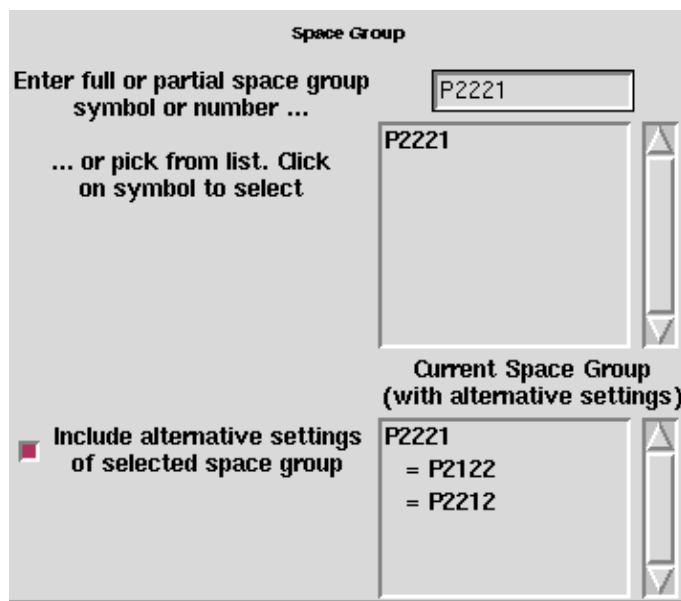 Space Group
Enter full or partial space group
symbol or number ...
P2221
... or pick from list. Click
on symbol to select
P2221
Current Space Group
(with alternative settings)
Include alternative settings
of selected space group
P2221
= P2122
= P2212